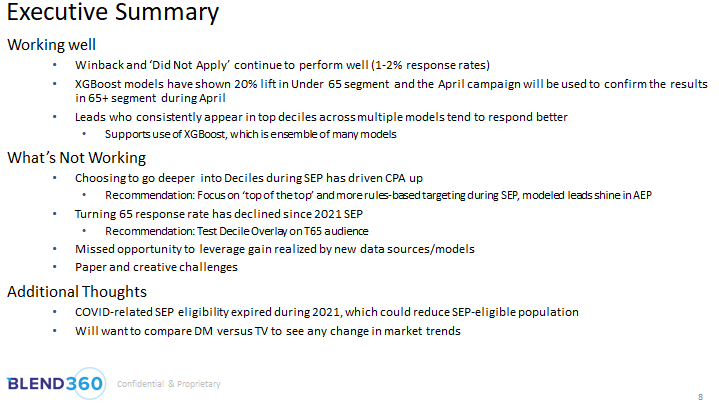 Executive Summary
Working well
• Winback and ‘Did Not Apply’ continue to perform well (1-2% response rates)
• XGBoost models have shown 20% lift in Under 65 segment and the April campaign will be used to confirm the results
in 65+ segment during April
• Leads who consistently appear in top deciles across multiple models tend to respond better
• Supports use of XGBoost, which is ensemble of many models
What’s Not Working
• Choosing to go deeper into Deciles during SEP has driven CPA up
• Recommendation: Focus on ‘top of the top’ and more rules-based targeting during SEP, modeled leads shine in AEP
• Turning 65 response rate has declined since 2021 SEP
• Recommendation: Test Decile Overlay on T65 audience
• Missed opportunity to leverage gain realized by new data sources/models
• Paper and creative challenges
Additional Thoughts
• COVID-related SEP eligibility expired during 2021, which could reduce SEP-eligible population
• Will want to compare DM versus TV to see any change in market trends
BLEND360
Confidential & Proprietary
8